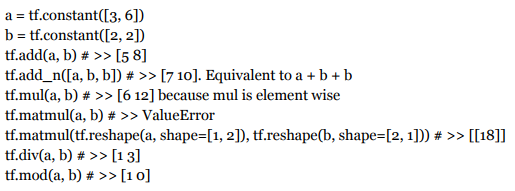 a = tf.constant([3, 6])
b = tf.constant([2, 2])
tf.add(a, b) # >> [5 8]
tf.add_n([a, b, b]) # >> [7 10]. Equivalent to a + b + b
tf.mul(a, b) # >> [6 12] because mul is element wise
tf.matmul(a, b) # >> ValueError
tf.matmul(tf.reshape(a, shape=[1, 2]), tf.reshape(b, shape=[2, 1])) # >> [[18]]
tf.div(a, b) # >> [1 3]
tf.mod(a, b) # >> [1 0]